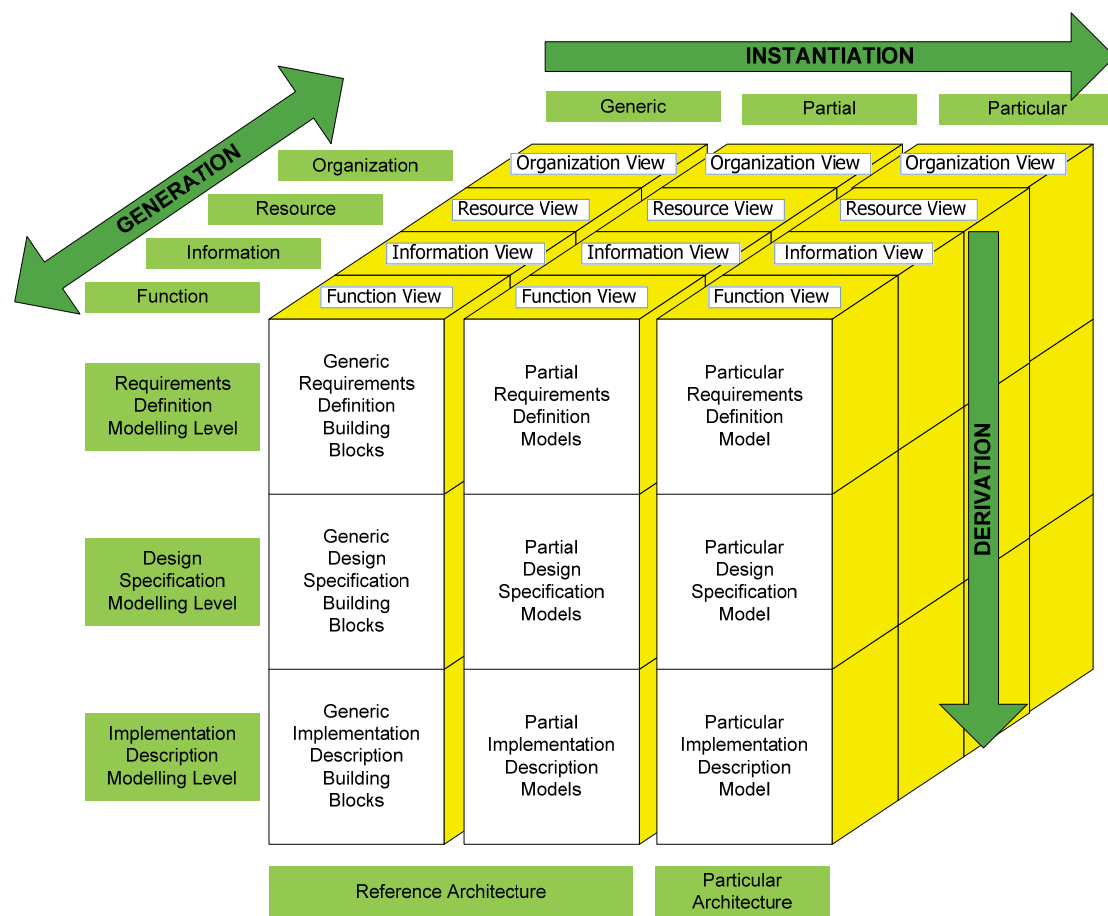 INSTANTIATION
Generic
Partial
Particular
GENERATION
Organization
Resource
Information
Function
Organization View
Organization View
Organization View
Resource View
Resource View
Resource View
Information View
Information View
Information View
Function View
Function View
Function View
DERIVATION
Requirements
Definition
Modelling Level
Generic
Requirements
Definition
Building
Blocks
Partial
Requirements
Definition
Models
Particular
Requirements
Definition
Model
Design
Specification
Modelling Level
Generic
Design
Specification
Building
Blocks
Partial
Design
Specification
Models
Particular
Design
Specification
Model
Implementation
Description
Modelling Level
Generic
Implementation
Description
Building
Blocks
Partial
Implementation
Description
Models
Particular
Implementation
Description
Model
Reference Architecture
Particular
Architecture